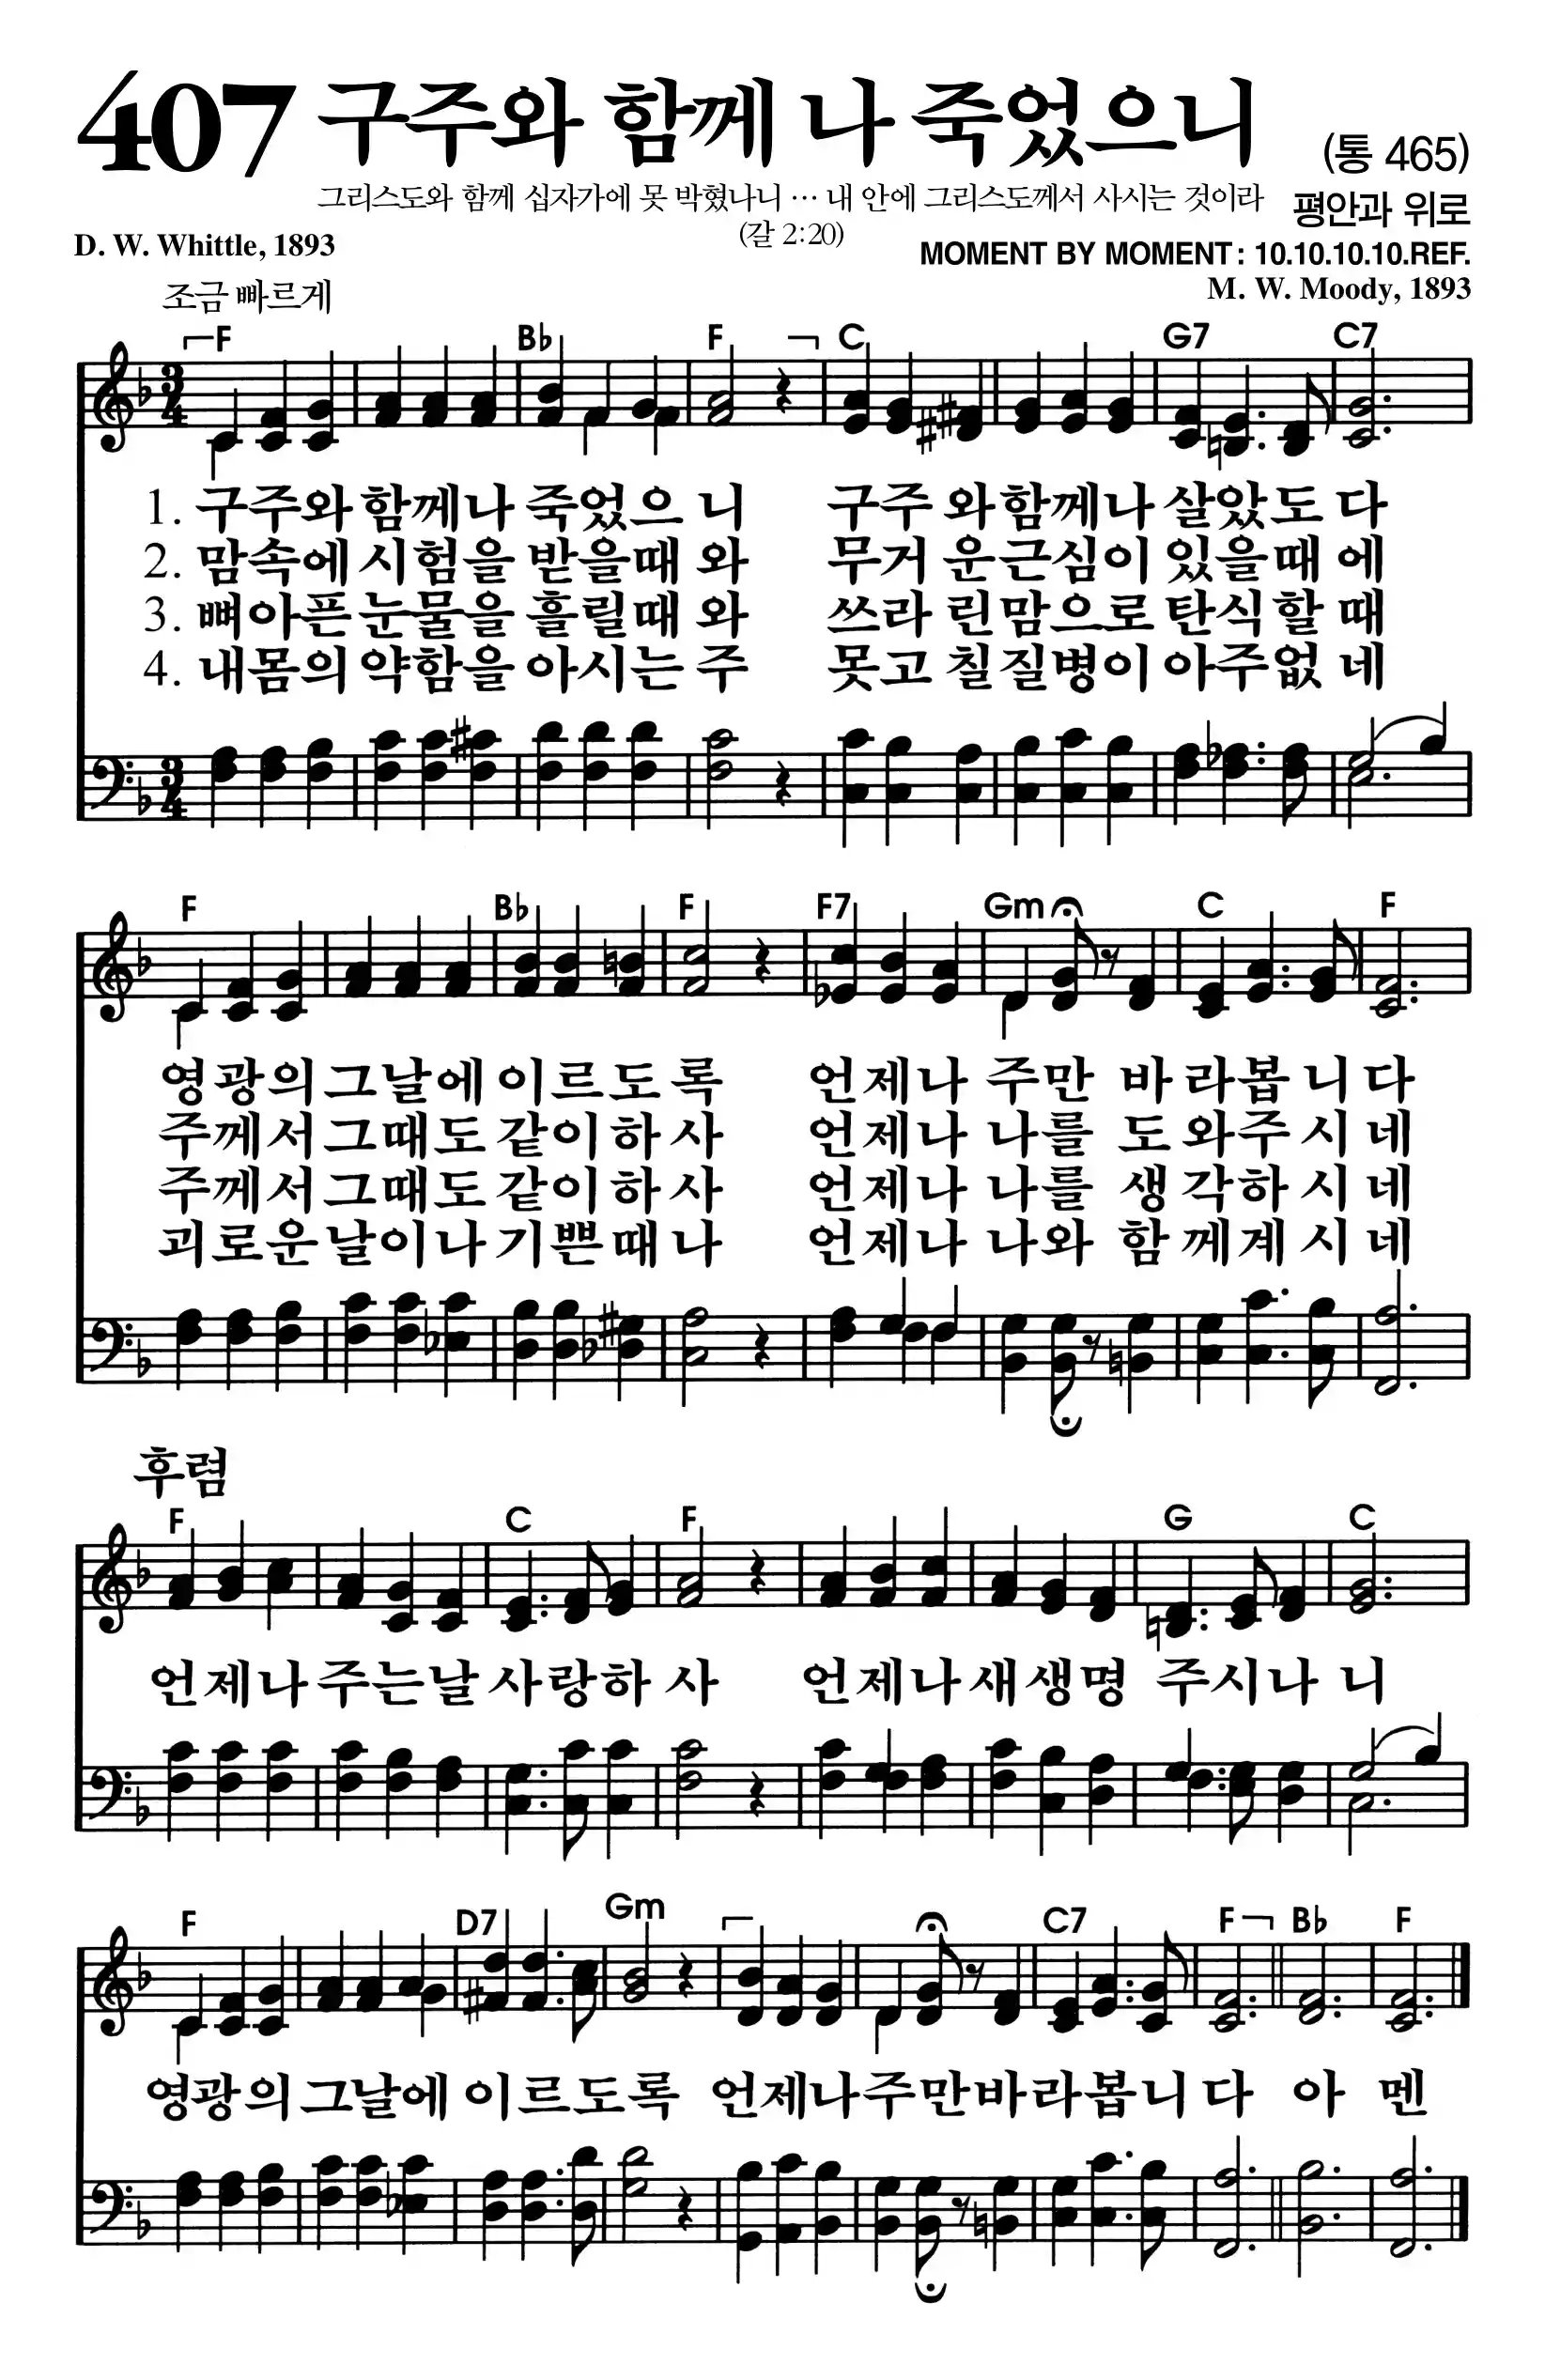 407 구주와 함께 나 죽었으니 (통 465)
그리스도와 함께 십자가에 못 박혔나니 … 내 안에 그리스도께서 사시는 것이라
(갈 2:20)
평안과 위로
D. W. Whittle, 1893
MOMENT BY MOMENT : 10.10.10.10.REF.
조금 빠르게
M. W. Moody, 1893
F B♭ F C G7 C7
1. 구주와 함께나 죽었으 니 구주 와함께나 살았도 다
2. 맘속에 시험을 받을때 와 무거 운근심이 있을때 에
3. 뼈아픈 눈물을 흘릴때 와 쓰라 린맘으로 탄식할 때
4. 내몸의 약함을 아시는 주 못고 칠질병이 아주없 네
F B♭ F F7 Gm C F
영광의 그날에 이르도 록 언제나 주만 바 라봅 니 다
주께서 그때도 같이하 사 언제나 나를 도 와주 시 네
주께서 그때도 같이하 사 언제나 나를 생 각하 시 네
괴로운 날이나 기쁜때 나 언제나 나와 함 께계 시 네
후렴
F C F G C
언제나 주는날 사랑하 사 언제나 새생명 주시나 니
F D7 Gm C7 F B♭ F
영광의 그날에 이르도록 언제나주만바라봅니다 아 멘